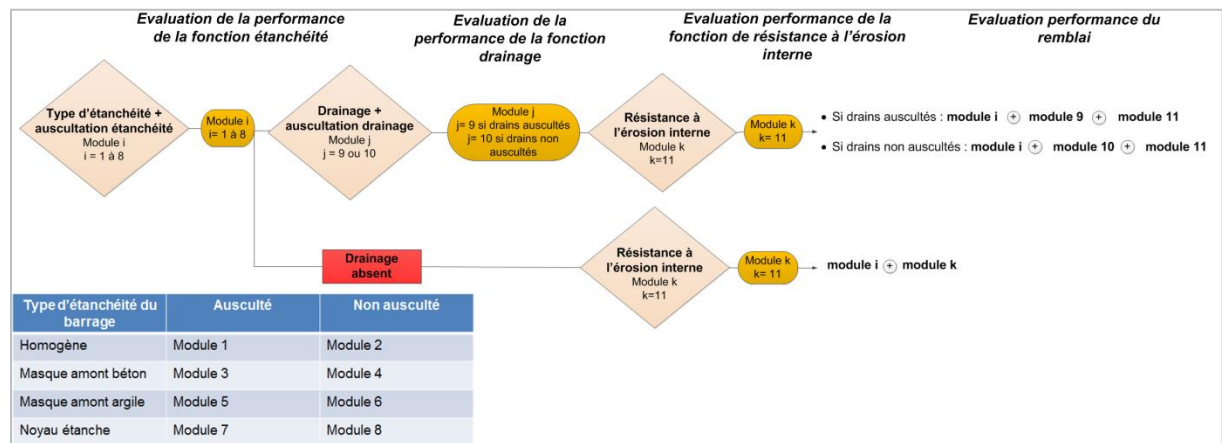 Evaluation de la performance
de la fonction étanchéité
Evaluation de la
performance de la fonction
drainage
Evaluation performance de la
fonction de résistance à l'érosion
interne
Evaluation performance du
remblai
Type d'étanchéité +
auscultation étanchéité
Module i
i = 1 à 8
Module i
i= 1 à 8
Drainage +
auscultation drainage
Module j
j = 9 ou 10
Module j
j= 9 si drains auscultés
j= 10 si drains non
auscultés
Résistance à
l'érosion interne
Module k
k=11
Module k
k= 11
• Si drains auscultés : module i + module 9 + module 11
• Si drains non auscultés : module i + module 10 + module 11
Drainage
absent
Résistance à
l'érosion interne
Module k
k=11
Module k
k= 11
module i + module k
Type d'étanchéité du
barrage
Ausculté
Non ausculté
Homogène
Module 1
Module 2
Masque amont béton
Module 3
Module 4
Masque amont argile
Module 5
Module 6
Noyau étanche
Module 7
Module 8